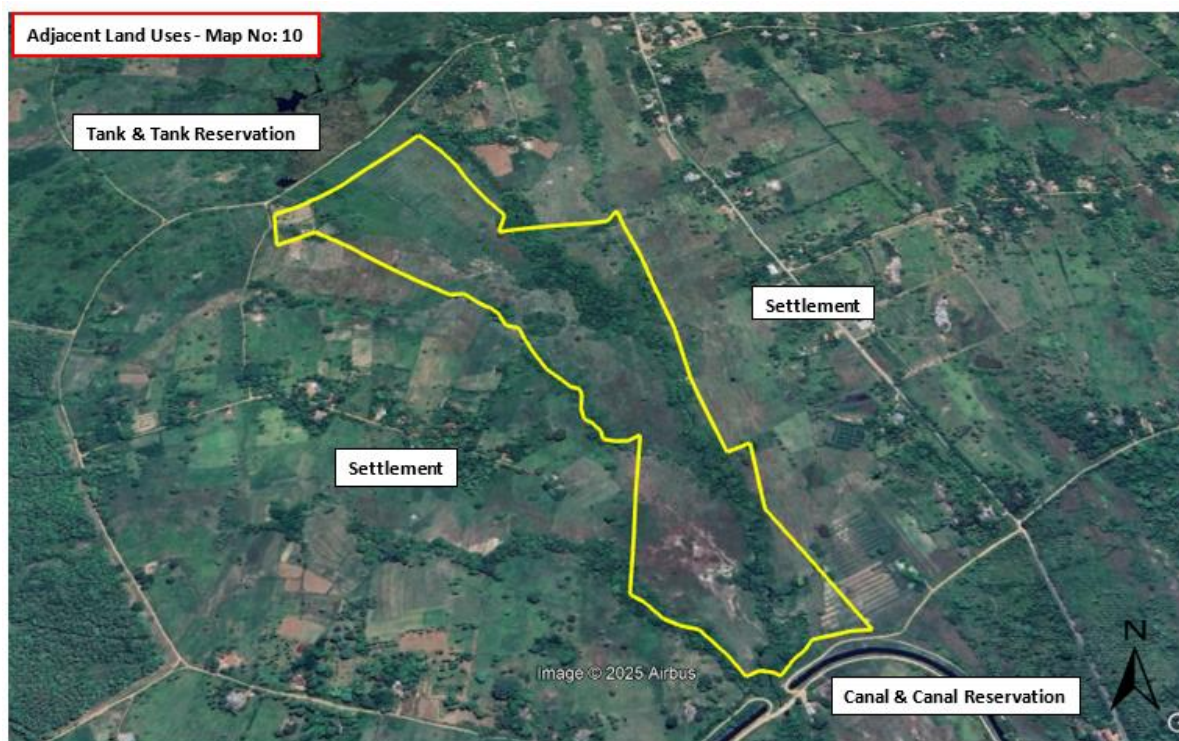 Adjacent Land Uses - Map No: 10
Tank & Tank Reservation
Settlement
Settlement
Image © 2025 Airbus
N
Canal & Canal Reservation